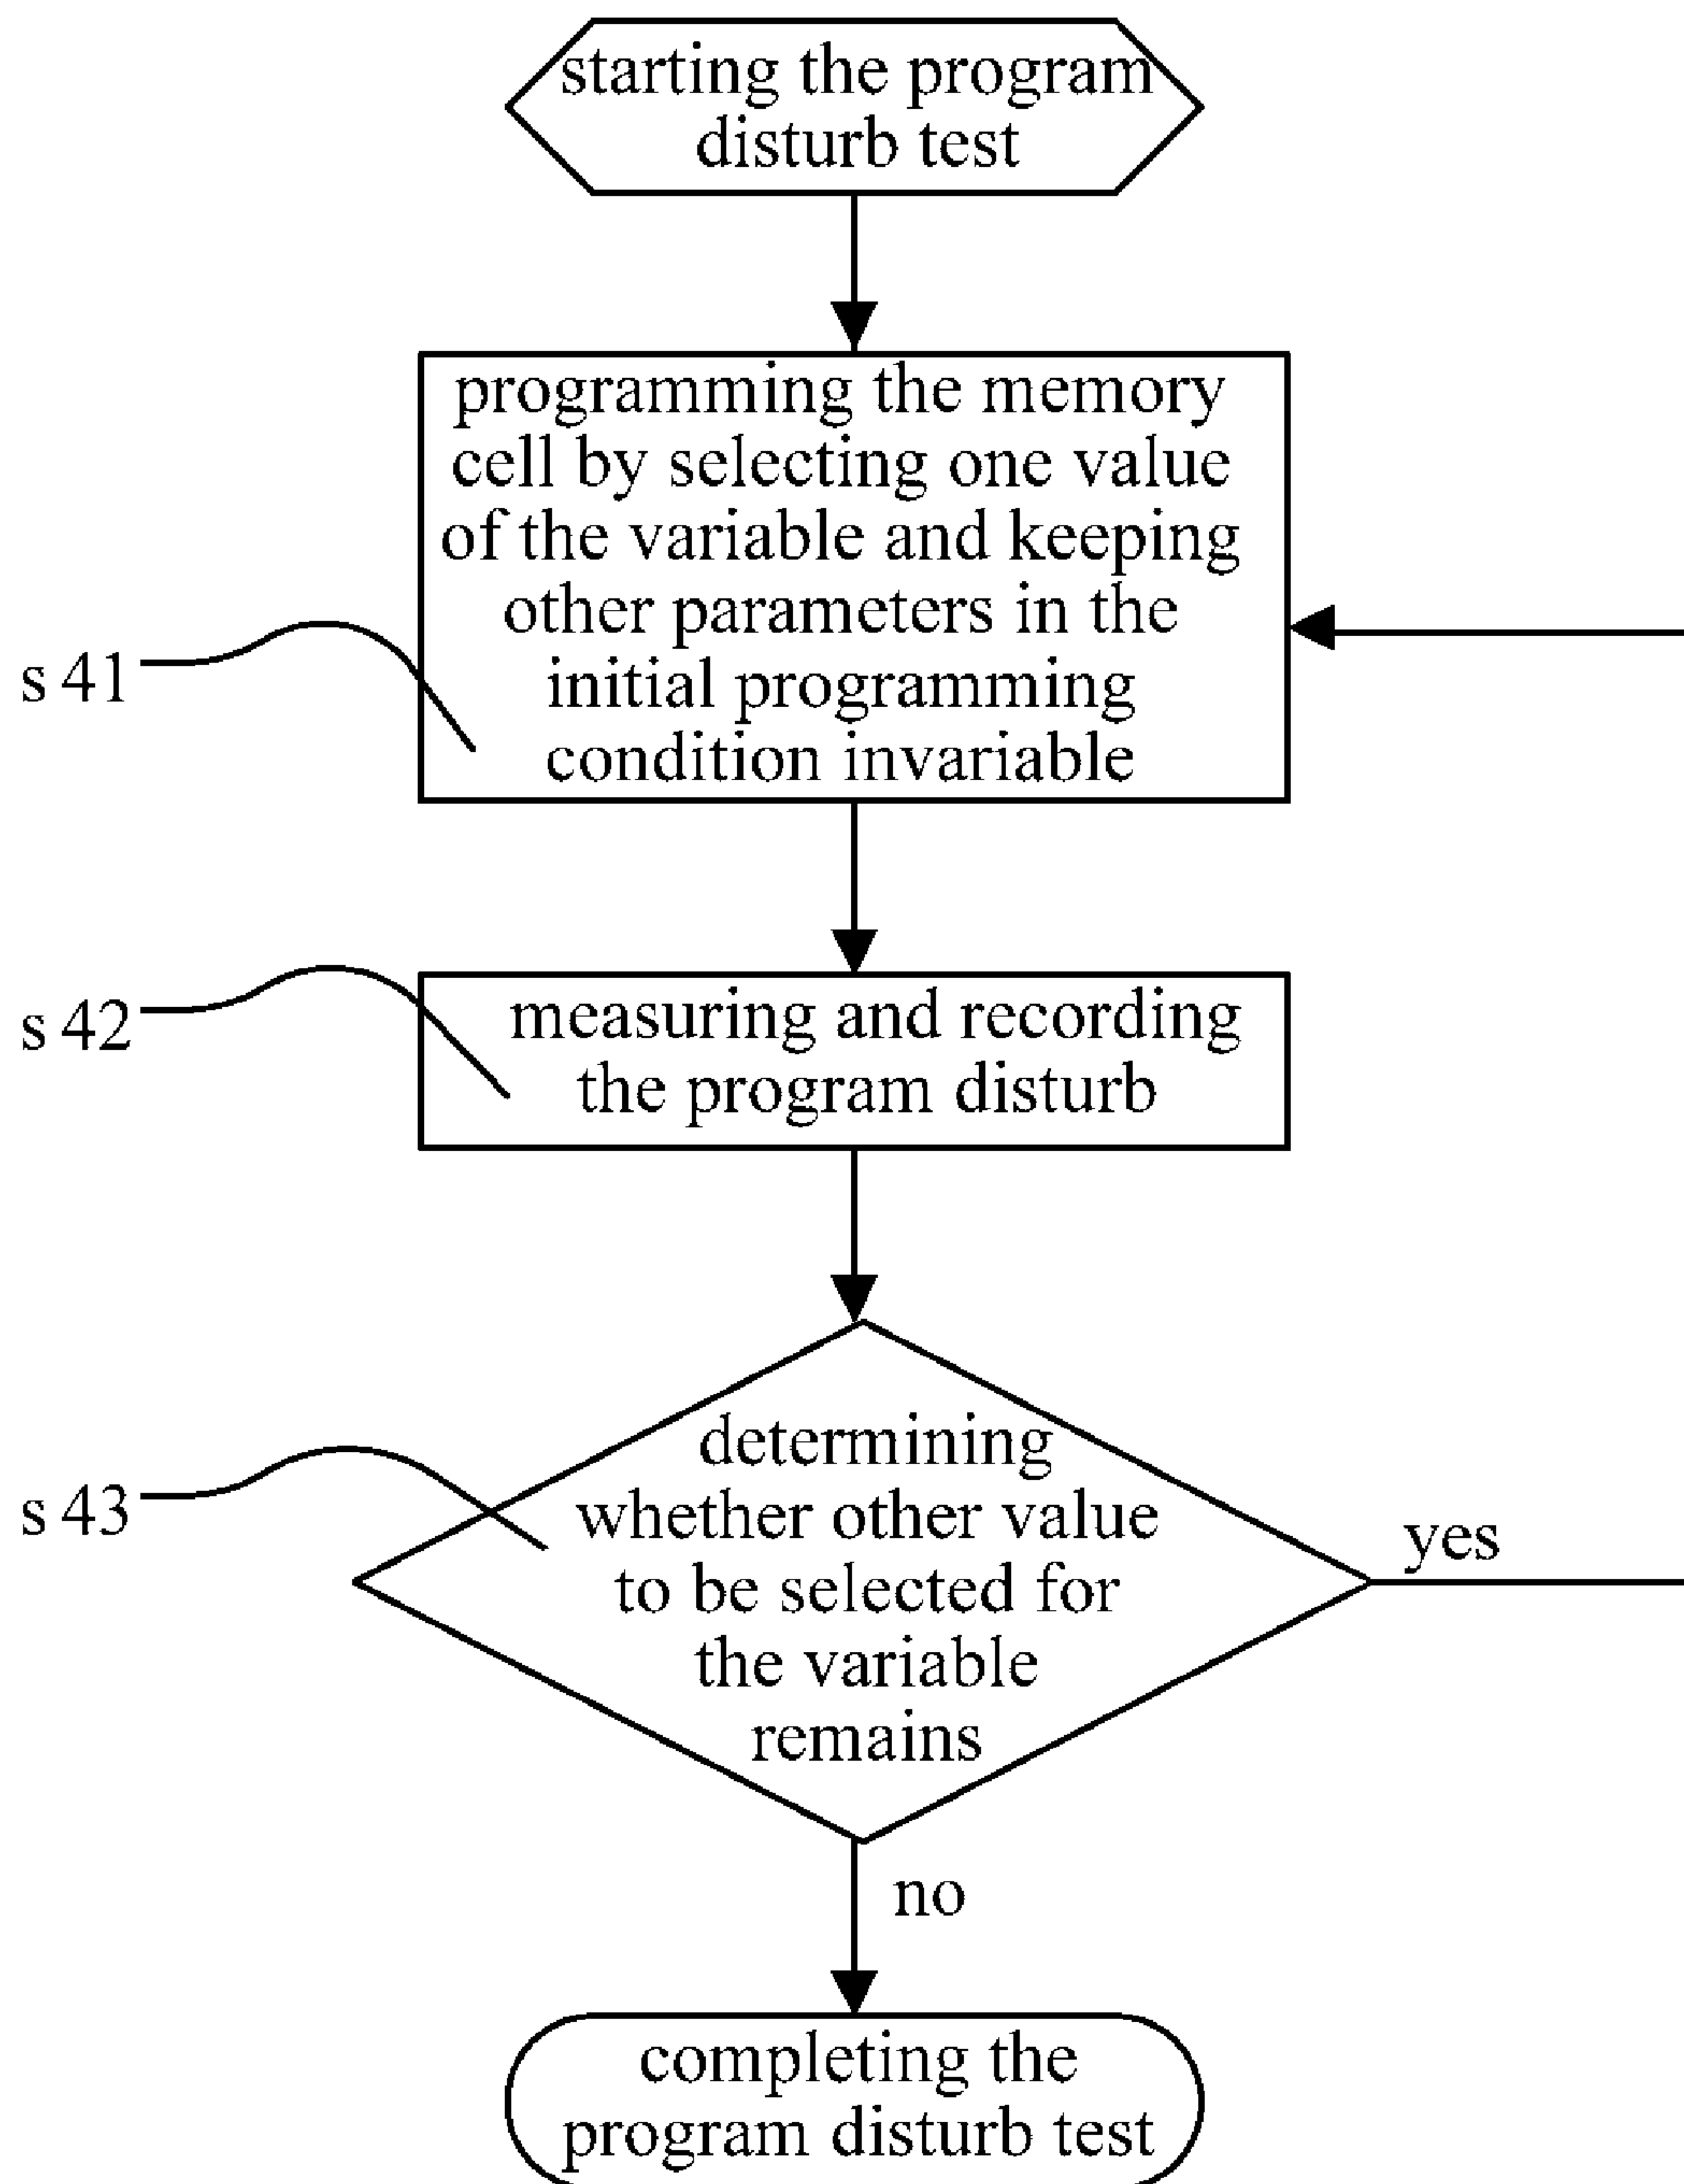 starting the program
disturb test
programming the memory
cell by selecting one value
of the variable and keeping
other parameters in the
initial programming
condition invariable
s 41
measuring and recording
the program disturb
s 42
determining
whether other value
to be selected for
the variable
remains
s 43
yes
no
completing the
program disturb test